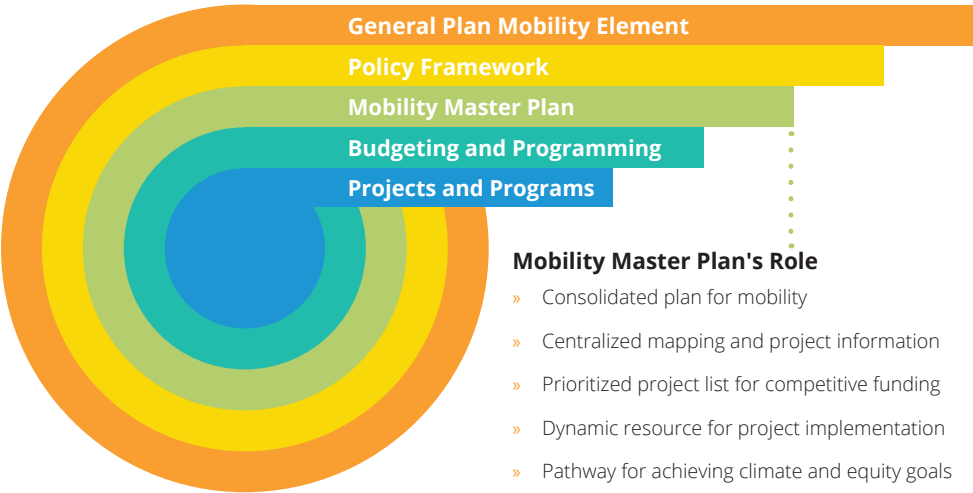 General Plan Mobility Element
Policy Framework
Mobility Master Plan
Budgeting and Programming
Projects and Programs
Mobility Master Plan's Role
» Consolidated plan for mobility
» Centralized mapping and project information
» Prioritized project list for competitive funding
» Dynamic resource for project implementation
» Pathway for achieving climate and equity goals